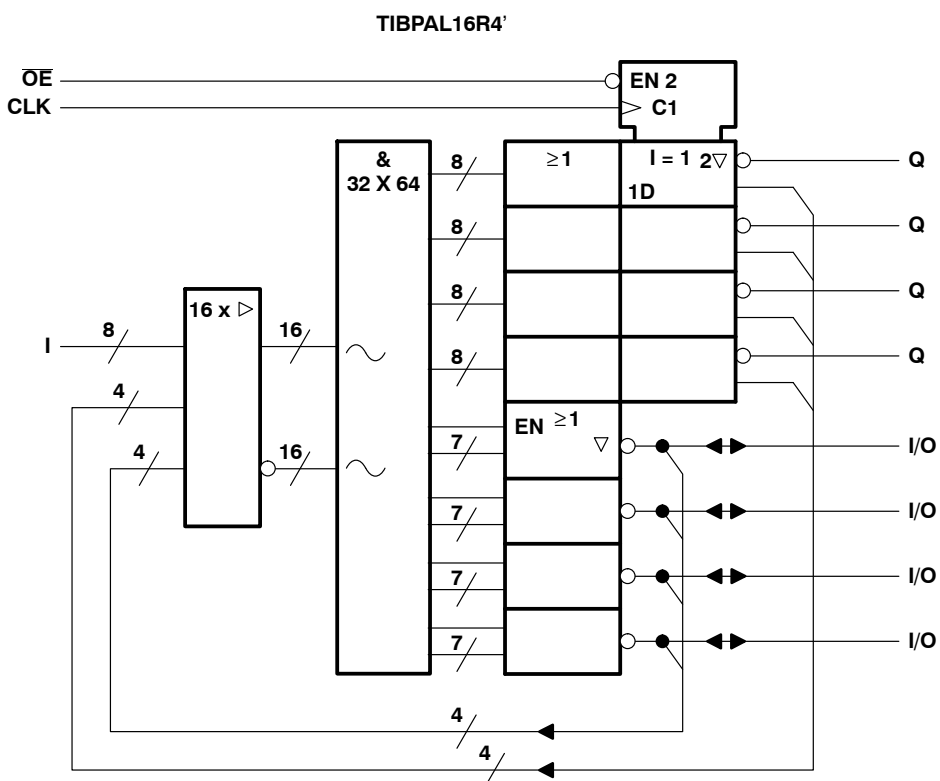 TIBPAL16R4’
OE
EN 2
CLK
C1
&
32 X 64
8
≥1
I = 1
2▽
Q
1D
8
Q
8
Q
16 x ▷
I
8
16
8
Q
4
EN
≥1
▽
7
I/O
4
16
7
I/O
7
I/O
7
I/O
4
4